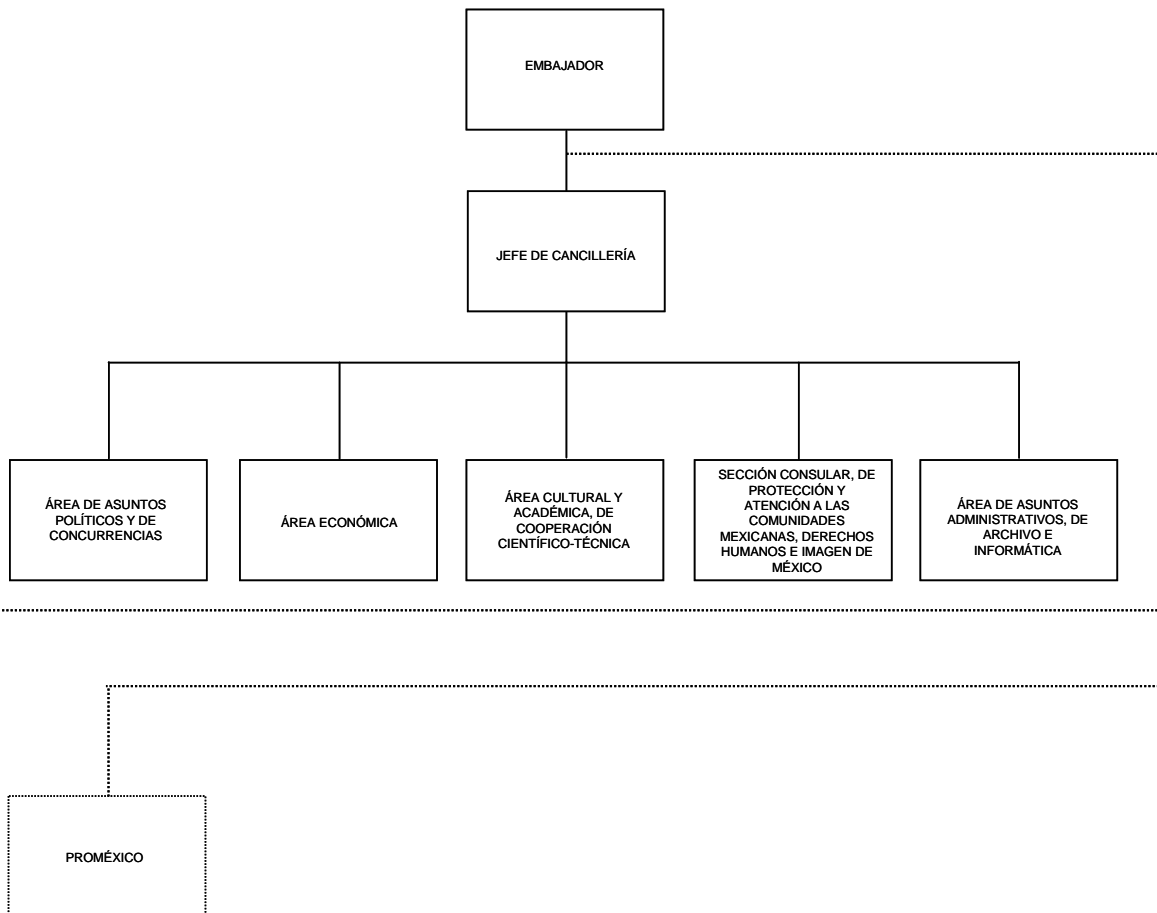 EMBAJADOR
JEFE DE CANCILLERÍA
ÁREA DE ASUNTOS
POLÍTICOS Y DE
CONCURRENCIAS
ÁREA ECONÓMICA
ÁREA CULTURAL Y
ACADÉMICA, DE
COOPERACIÓN
CIENTÍFICO-TÉCNICA
SECCIÓN CONSULAR, DE
PROTECCIÓN Y
ATENCIÓN A LAS
COMUNIDADES
MEXICANAS, DERECHOS
HUMANOS E IMAGEN DE
MÉXICO
ÁREA DE ASUNTOS
ADMINISTRATIVOS, DE
ARCHIVO E
INFORMÁTICA
PROMÉXICO